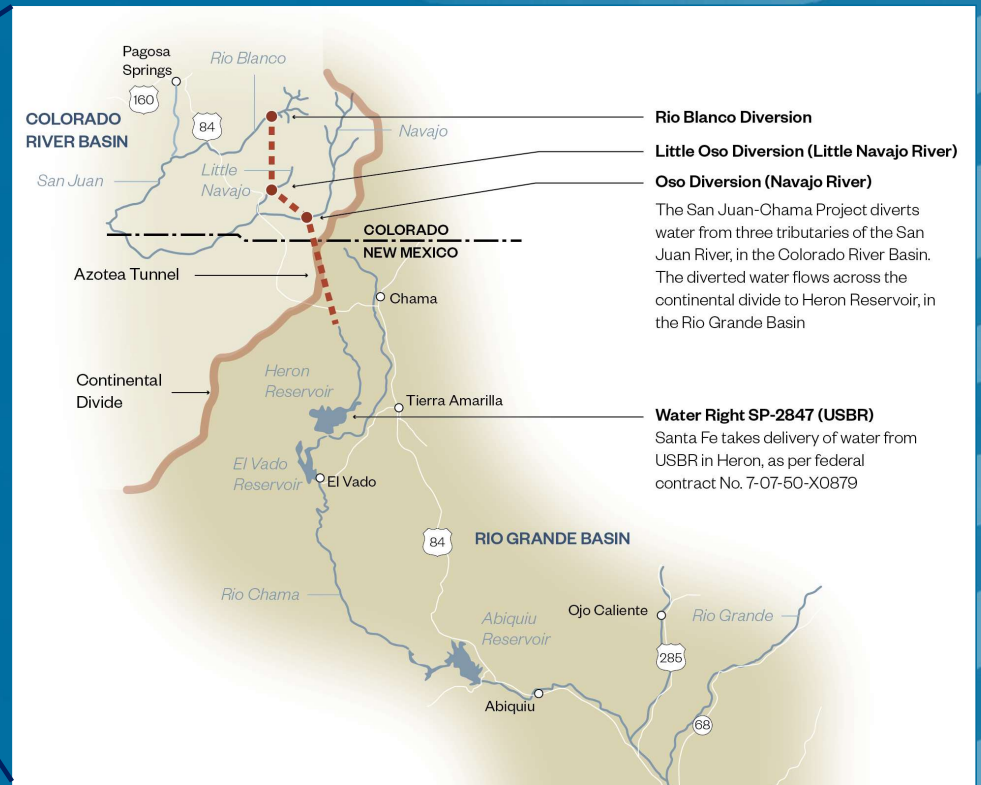 Pagosa
Springs
Rio Blanco
160
COLORADO
RIVER BASIN
84
Navajo
San Juan
Little
Navajo
Rio Blanco Diversion
Little Oso Diversion (Little Navajo River)
Oso Diversion (Navajo River)
The San Juan-Chama Project diverts
water from three tributaries of the San
Juan River, in the Colorado River Basin.
The diverted water flows across the
continental divide to Heron Reservoir, in
the Rio Grande Basin
COLORADO
NEW MEXICO
Azotea Tunnel
Chama
Continental
Divide
Heron
Reservoir
Tierra Amarilla
Water Right SP-2847 (USBR)
Santa Fe takes delivery of water from
USBR in Heron, as per federal
contract No. 7-07-50-X0879
El Vado
Reservoir
El Vado
84
RIO GRANDE BASIN
Rio Chama
Abiquiu
Reservoir
Ojo Caliente
Rio Grande
285
Abiquiu
68